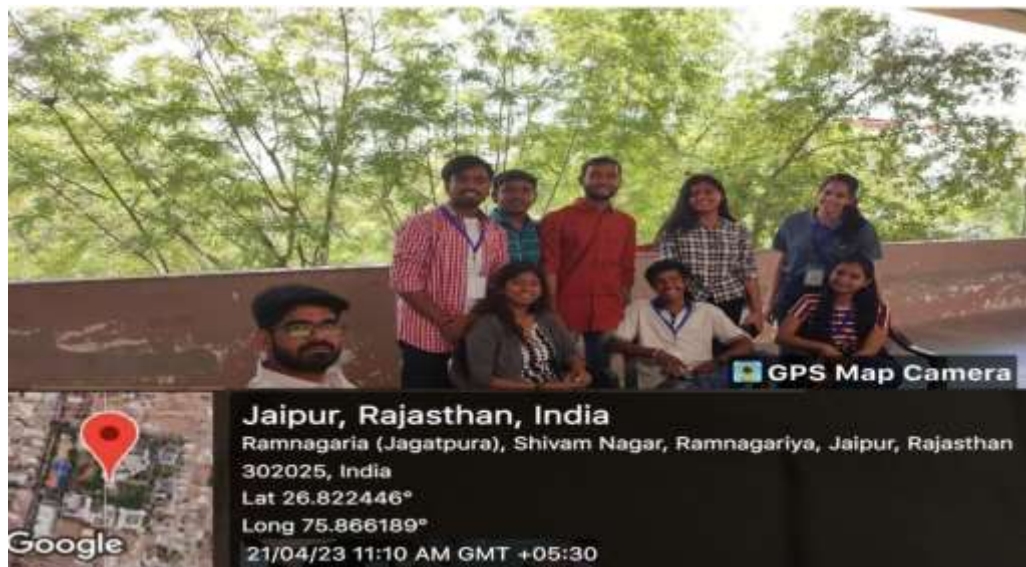 GPS Map Camera
Jaipur, Rajasthan, India
Ramnagaria (Jagatpura), Shivam Nagar, Ramnagariya, Jaipur, Rajasthan
302025, India
Lat 26.822446°
Long 75.866189°
Google
21/04/23 11:10 AM GMT +05:30